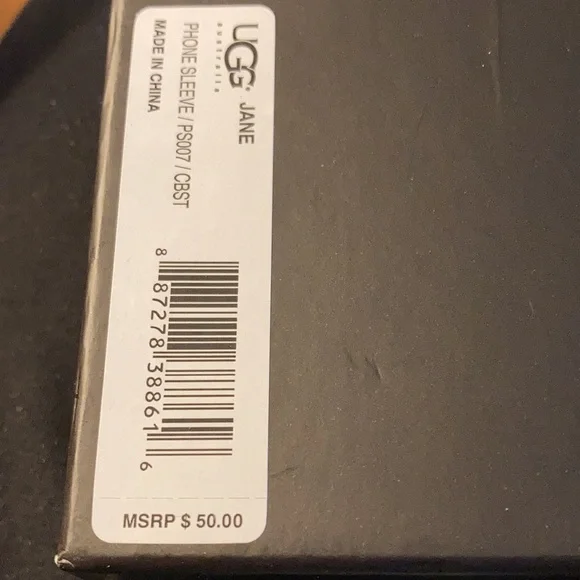 UGG® JANE
australia
PHONE SLEEVE / PS007 / CBST
MADE IN CHINA
8 87278 38861 6
MSRP $ 50.00